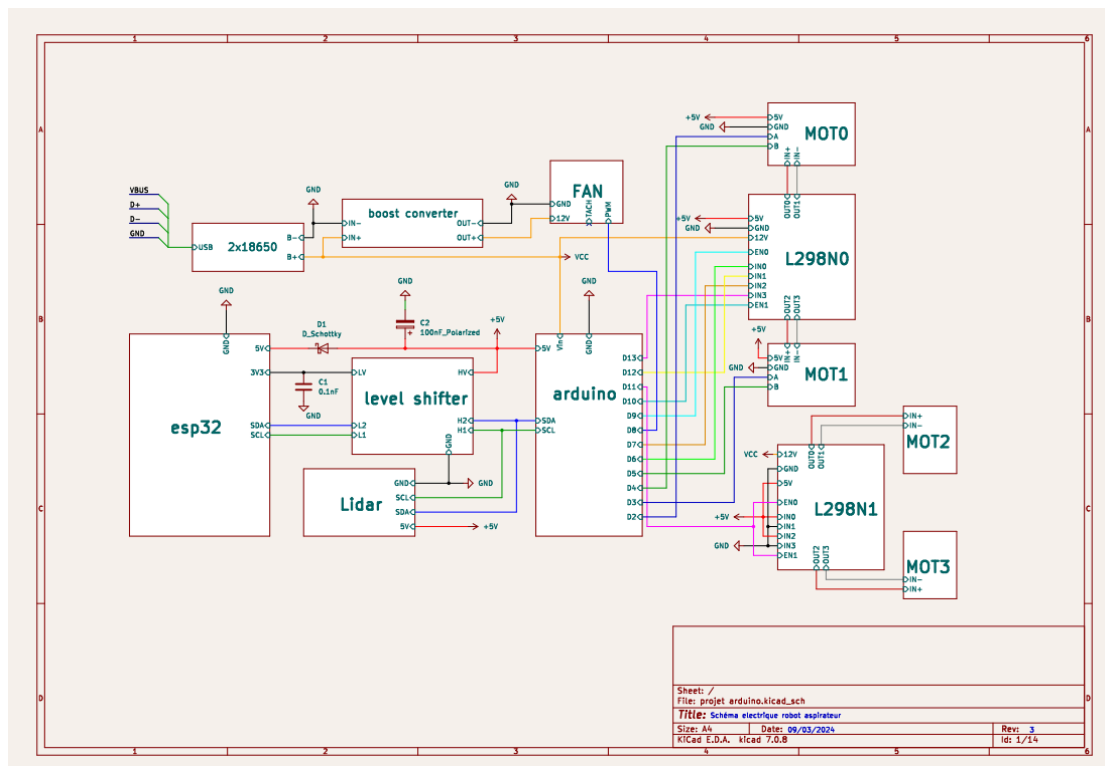 1 2 3 4 5 6
A
B
C
D
A
B
C
D
VBUS
D+
D-
GND
USB
2x18650
B-
B+
GND
IN-
IN+
boost converter
OUT-
OUT+
GND
FAN
GND
12V
TACH
PWM
VCC
+5V
GND
5V
GND
A
B
MOT0
IN+
IN-
OUT0
OUT1
+5V
GND
5V
GND
12V
EN0
IN0
IN1
IN2
IN3
EN1
L298N0
OUT2
OUT3
+5V
GND
IN+
IN-
5V
GND
A
B
MOT1
GND
GND
5V
3V3
SDA
SCL
esp32
D1
D_Schottky
GND
C2
100nF_Polarized
+5V
C1
0.1nF
GND
LV
HV
level shifter
L2
L1
H2
H1
GND
GND
Lidar
GND
SCL
SDA
5V
+5V
GND
5V
Vin
GND
arduino
SDA
SCL
D13
D12
D11
D10
D9
D8
D7
D6
D5
D4
D3
D2
VCC
+5V
GND
12V
GND
5V
EN0
IN0
IN1
IN2
IN3
EN1
L298N1
OUT0
OUT1
OUT2
OUT3
IN+
IN-
MOT2
MOT3
IN-
IN+
Sheet: /
File: projet arduino.kicad_sch
Title: Schéma electrique robot aspirateur
Size: A4 Date: 09/03/2024 Rev: 3
KiCad E.D.A. kicad 7.0.8 Id: 1/14
1 2 3 4 5 6